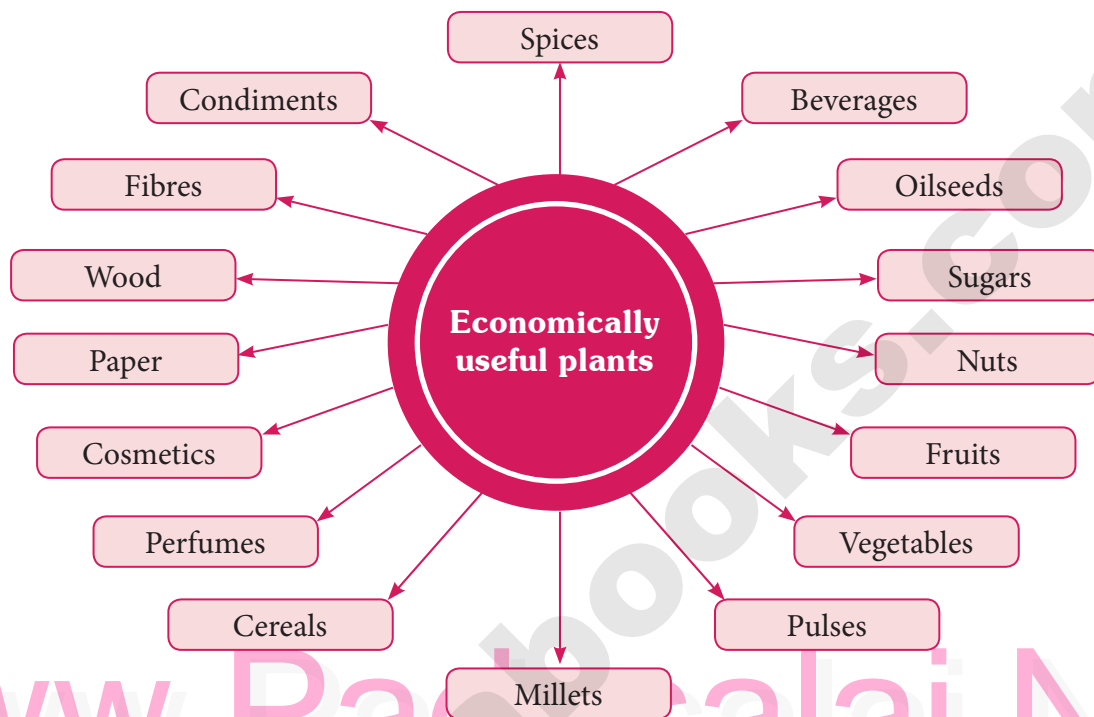 Spices
Condiments
Beverages
Fibres
Oilseeds
Wood
Sugars
Economically
useful plants
Paper
Nuts
Cosmetics
Fruits
Perfumes
Vegetables
Cereals
Pulses
Millets